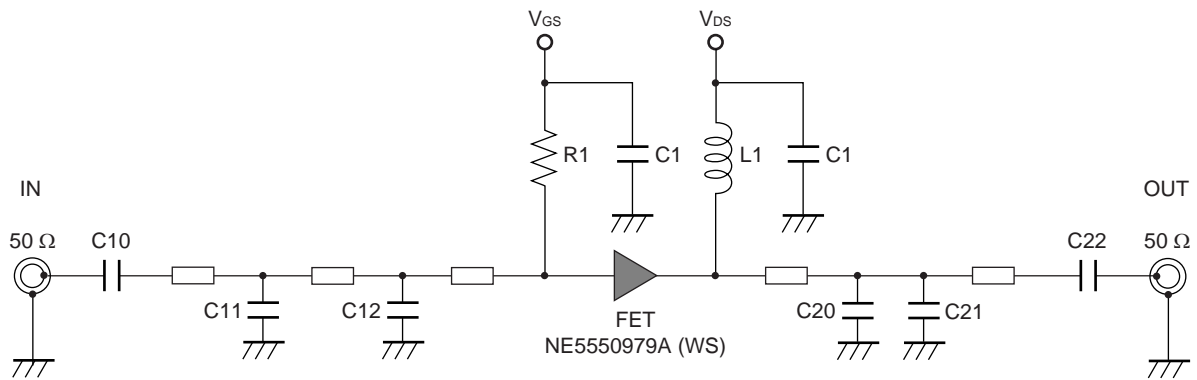 VGS
VDS
R1
C1
L1
C1
IN
OUT
50 Ω
C10
C22
50 Ω
C11
C12
C20
C21
FET
NE5550979A (WS)